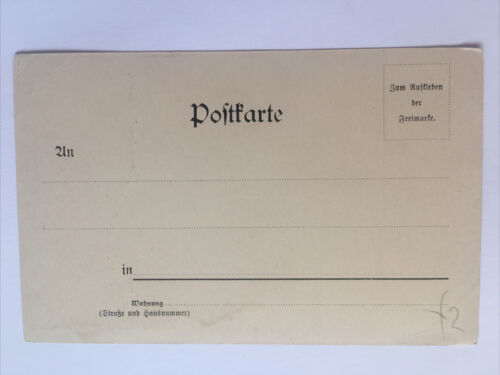 Zum Aufkleben
der
Freimarke.
Postkarte
An
in
Wohnung
(Straße und Hausnummer)